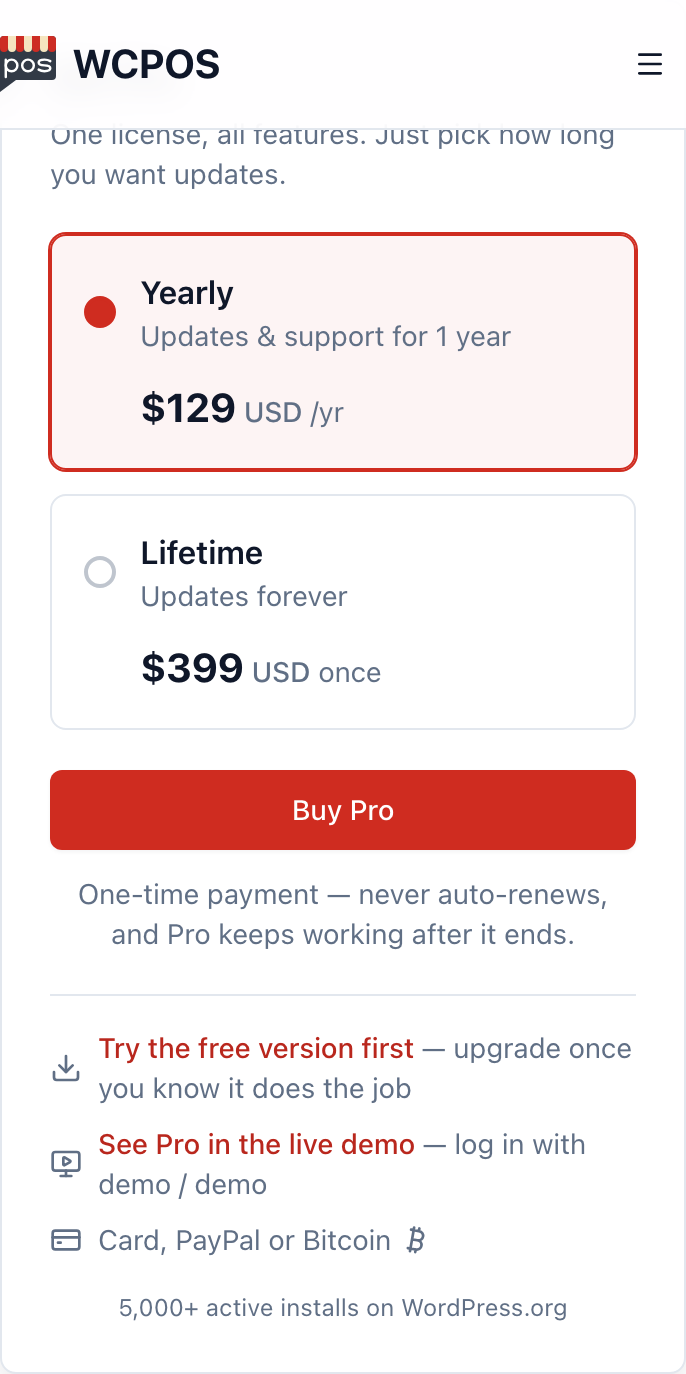 pos WCPOS
One license, all features. Just pick how long
you want updates.
Yearly
Updates & support for 1 year
$129 USD /yr
Lifetime
Updates forever
$399 USD once
Buy Pro
One-time payment — never auto-renews,
and Pro keeps working after it ends.
Try the free version first — upgrade once
you know it does the job
See Pro in the live demo — log in with
demo / demo
Card, PayPal or Bitcoin ₿
5,000+ active installs on WordPress.org